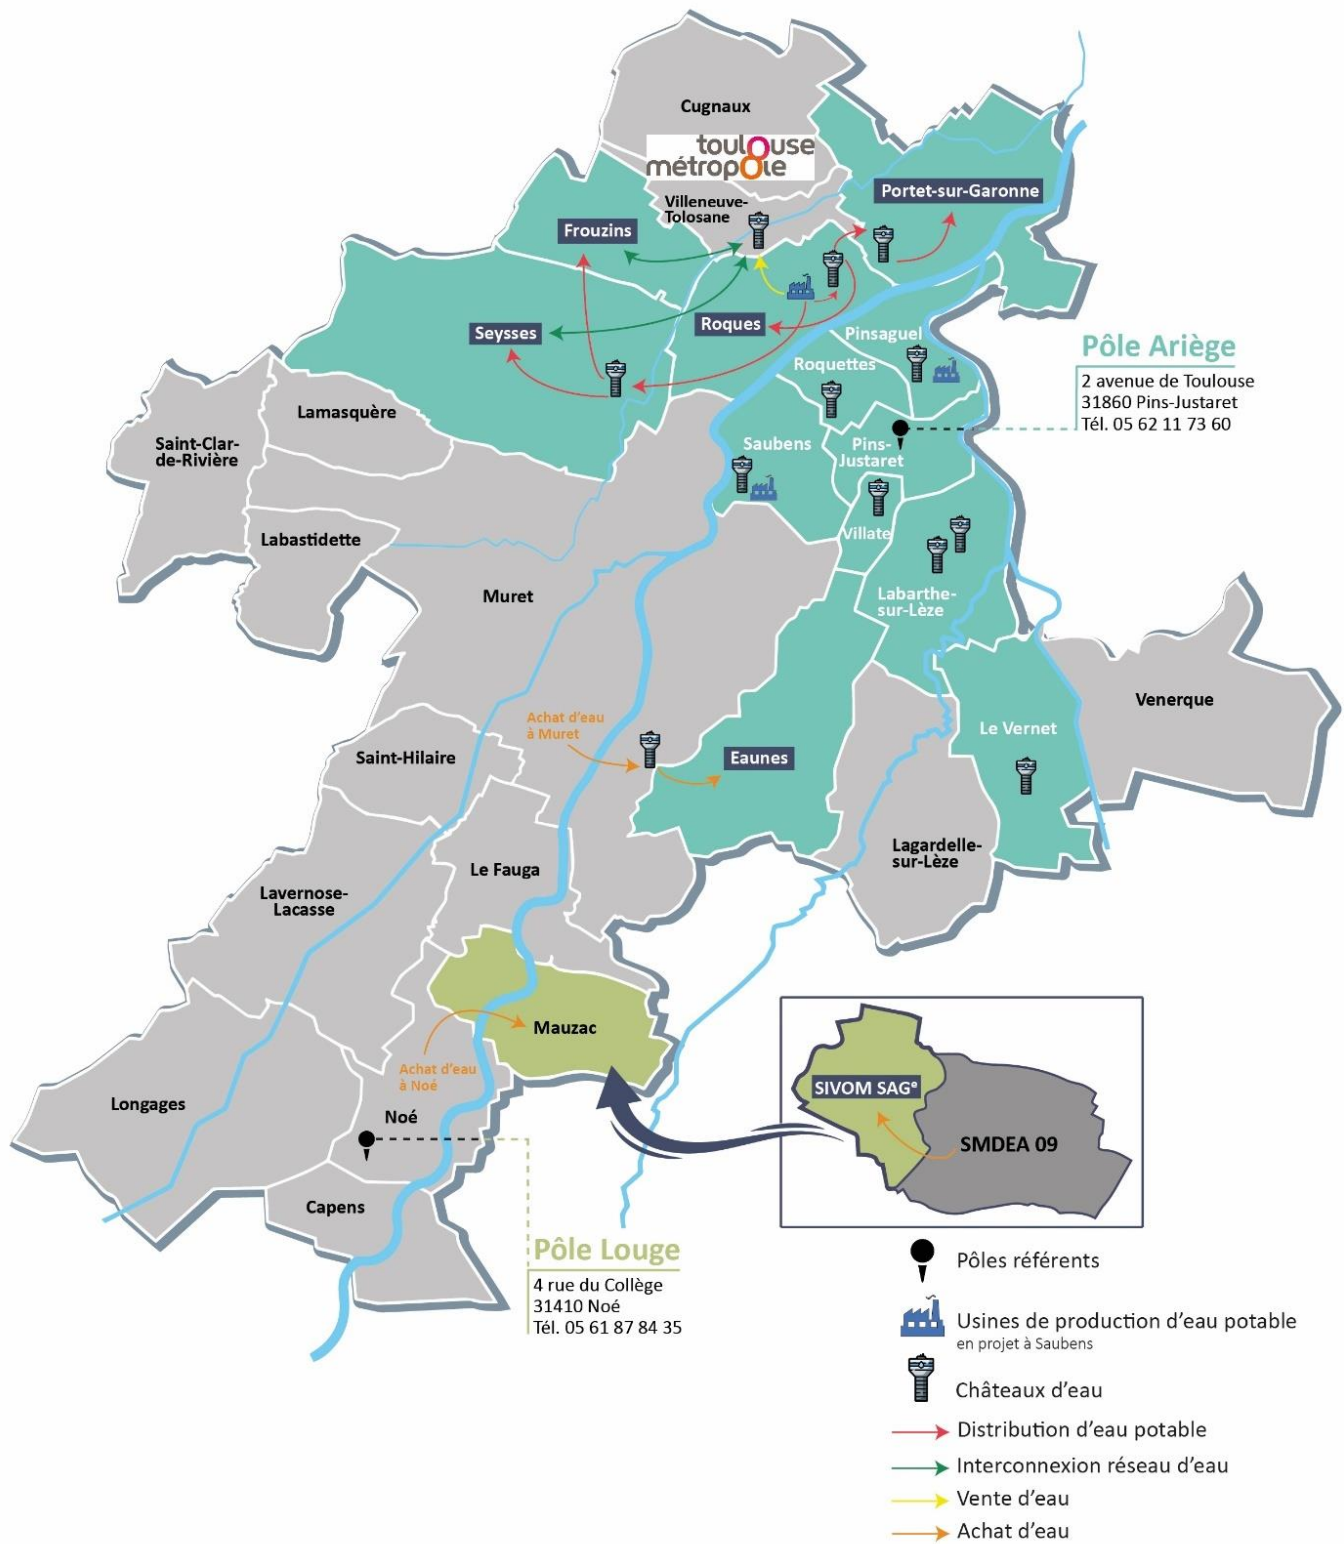 Cugnaux
toulouse
métropole
Villeneuve-
Tolosane
Portet-sur-Garonne
Frouzins
Seysses
Roques
Pinsaguel
Roquettes
Pôle Ariège
2 avenue de Toulouse
31860 Pins-Justaret
Tél. 05 62 11 73 60
Lamasquère
Saint-Clar-
de-Rivière
Saubens
Pins-
Justaret
Villate
Labastidette
Muret
Labarthe-
sur-Lèze
Venerque
Achat d'eau
à Muret
Le Vernet
Saint-Hilaire
Eaunes
Lagardelle-
sur-Lèze
Le Fauga
Lavernose-
Lacasse
Mauzac
Achat d'eau
à Noé
Longages
Noé
SIVOM SAGe
SMDEA 09
Capens
Pôle Louge
4 rue du Collège
31410 Noé
Tél. 05 61 87 84 35
Pôles référents
Usines de production d'eau potable
en projet à Saubens
Châteaux d'eau
Distribution d'eau potable
Interconnexion réseau d'eau
Vente d'eau
Achat d'eau